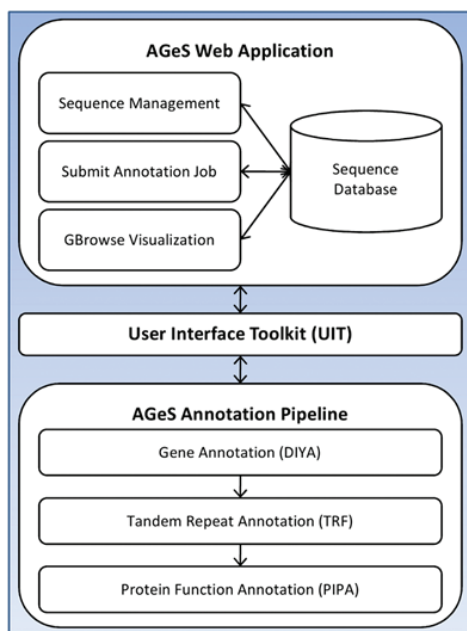 AGeS Web Application
Sequence Management
Submit Annotation Job
GBrowse Visualization
Sequence
Database
User Interface Toolkit (UIT)
AGeS Annotation Pipeline
Gene Annotation (DIYA)
Tandem Repeat Annotation (TRF)
Protein Function Annotation (PIPA)